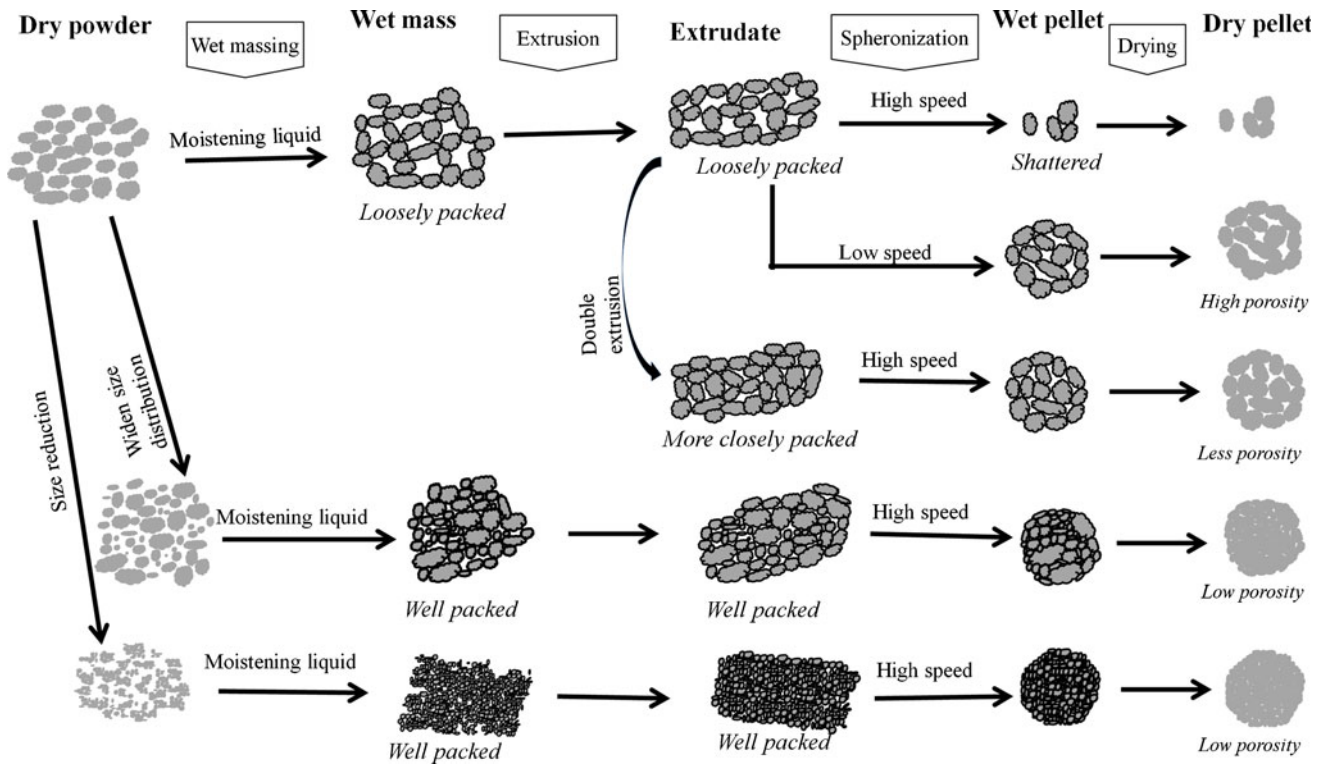 Dry powder
Wet massing
Wet mass
Extrusion
Extrudate
Spheronization
Wet pellet
Drying
Dry pellet
Moistening liquid
Loosely packed
Loosely packed
High speed
Shattered
Low speed
High porosity
Double
extrusion
More closely packed
High speed
Less porosity
Size reduction
Widen size
distribution
Moistening liquid
Well packed
Well packed
High speed
Low porosity
Moistening liquid
Well packed
Well packed
High speed
Low porosity